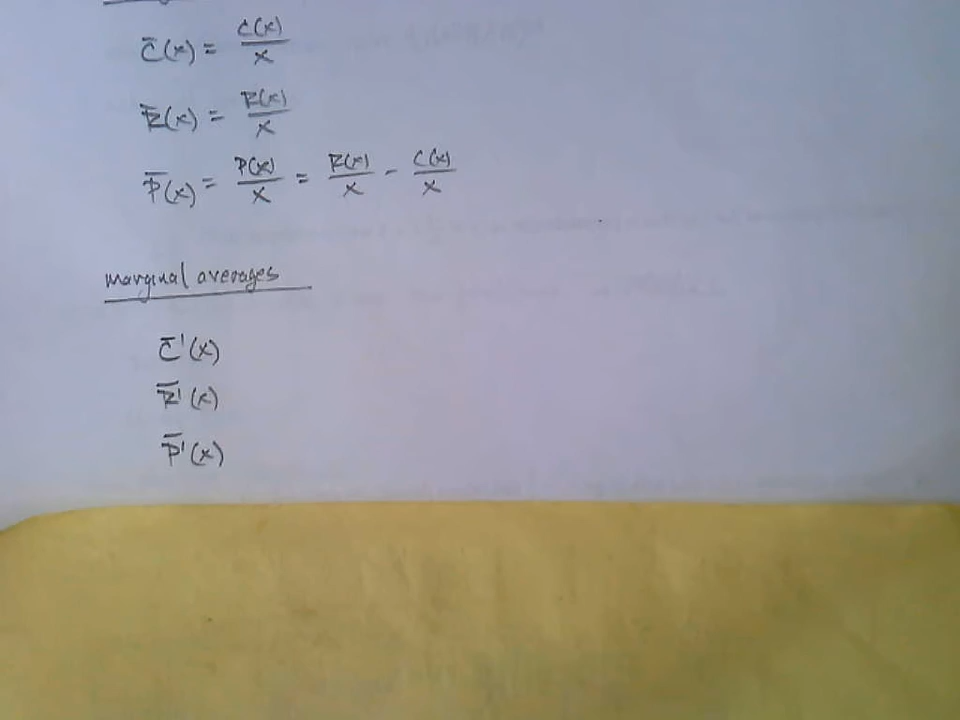 C̄(x) = C(x)/x
R̄(x) = R(x)/x
P̄(x) = P(x)/x = R(x)/x - C(x)/x
marginal averages
C̄'(x)
R̄'(x)
P̄'(x)